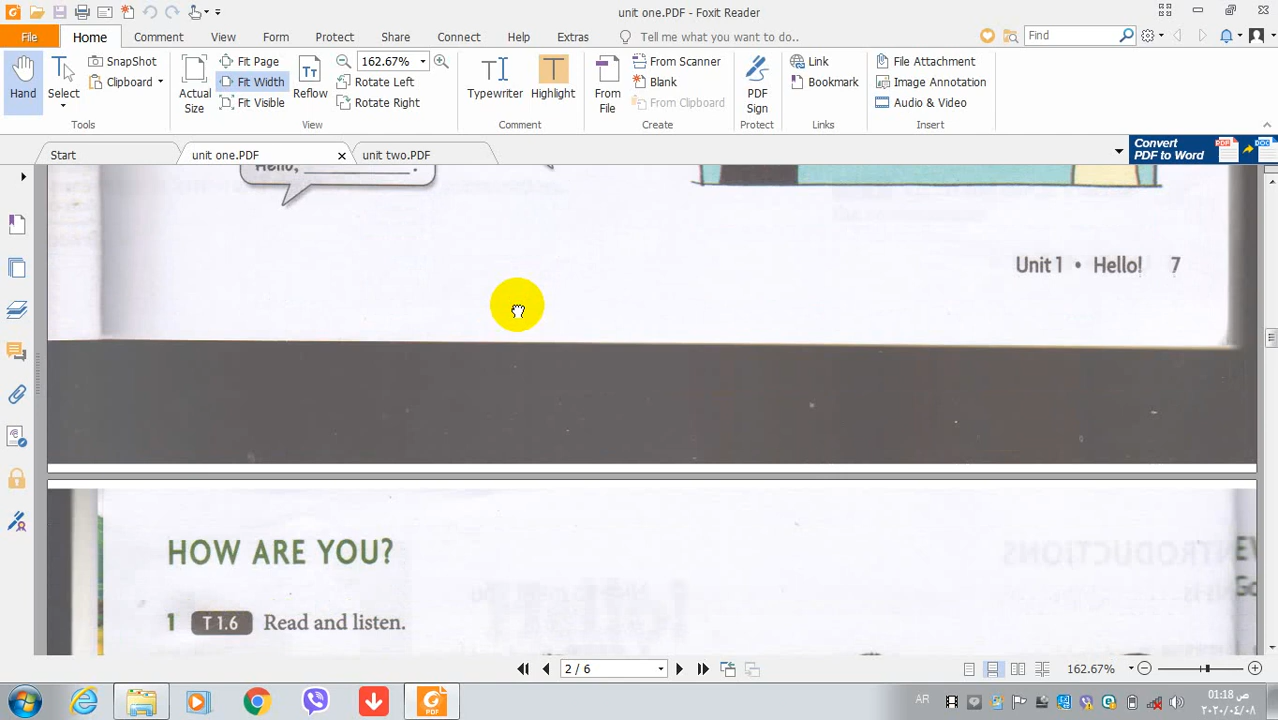 unit one.PDF - Foxit Reader
File Home Comment View Form Protect Share Connect Help Extras Tell me what you want to do.. Find
Hand Select SnapShot Clipboard Actual Size Fit Page Fit Width Fit Visible Reflow 162.67% Rotate Left Rotate Right Typewriter Highlight From File From Scanner Blank From Clipboard PDF Sign Link Bookmark File Attachment Image Annotation Audio & Video
Tools View Comment Create Protect Links Insert
Start unit one.PDF unit two.PDF Convert PDF to Word
Hello, ____________.
Unit 1 • Hello! 7
HOW ARE YOU?
1 T 1.6 Read and listen.
2 / 6 162.67%
AR 01:18 ص
٢٠٢٠/٠٤/٠٨